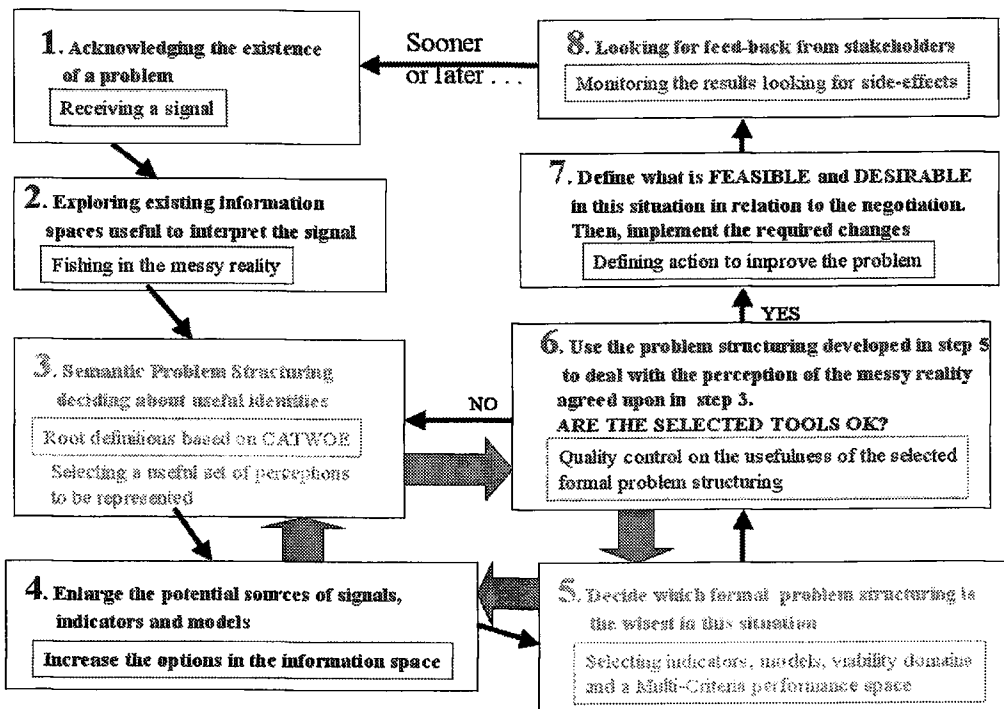 1. Acknowledging the existence
of a problem
Receiving a signal
2. Exploring existing information
spaces useful to interpret the signal
Fishing in the messy reality
3. Semantic Problem Structuring
deciding about useful identities
Root definitions based on CATWOE
Selecting a useful set of perceptions
to be represented
4. Enlarge the potential sources of signals,
indicators and models
Increase the options in the information space
5. Decide which formal problem structuring is
the wisest in this situation
Selecting indicators, models, viability domains
and a Multi-Criteria performance space
6. Use the problem structuring developed in step 5
to deal with the perception of the messy reality
agreed upon in step 3.
ARE THE SELECTED TOOLS OK?
Quality control on the usefulness of the selected
formal problem structuring
NO
YES
7. Define what is FEASIBLE and DESIRABLE
in this situation in relation to the negotiation.
Then, implement the required changes
Defining action to improve the problem
8. Looking for feed-back from stakeholders
Monitoring the results looking for side-effects
Sooner
or later . . .